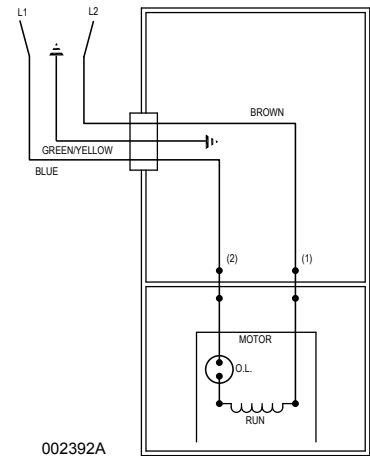 L1
L2
BROWN
GREEN/YELLOW
BLUE
(2)
(1)
MOTOR
O.L.
RUN
002392A